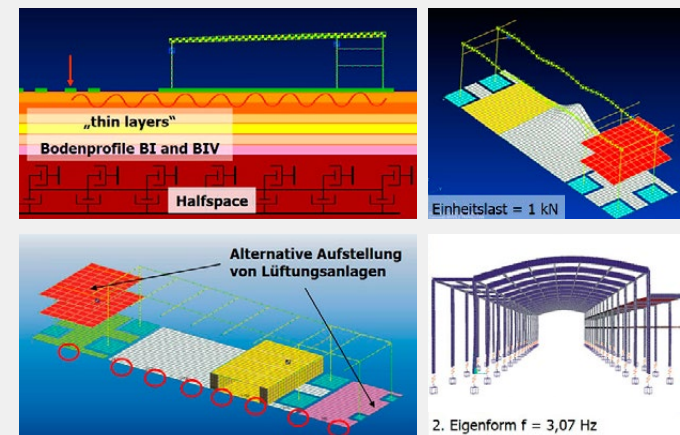 „thin layers“
Bodenprofile BI and BIV
Halfspace
Einheitslast = 1 kN
Alternative Aufstellung
von Lüftungsanlagen
2. Eigenform f = 3,07 Hz